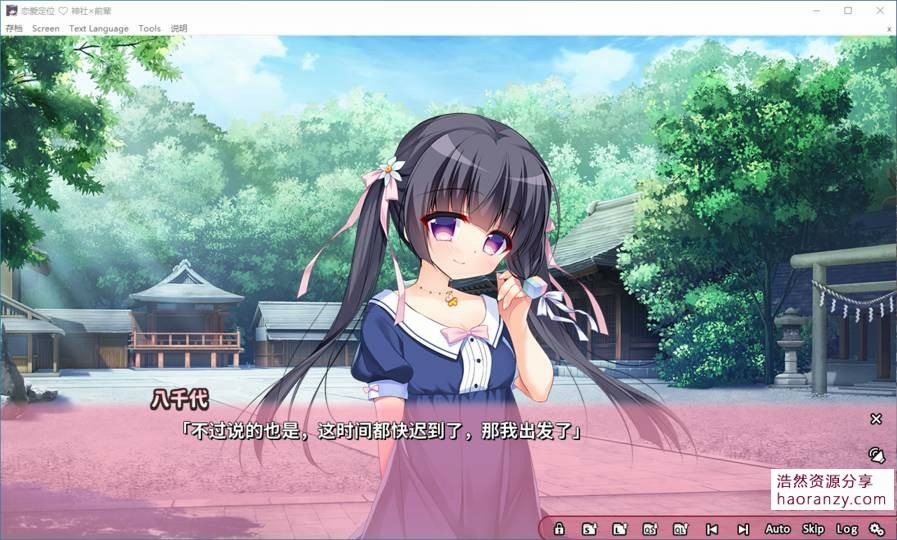 恋爱定位 ♡ 神社×前辈
存档 Screen Text Language Tools 说明 x
八千代
「不过说的也是，这时间都快迟到了，那我出发了」
浩然资源分享
haoranzy.com
S L QS QL Auto Skip Log